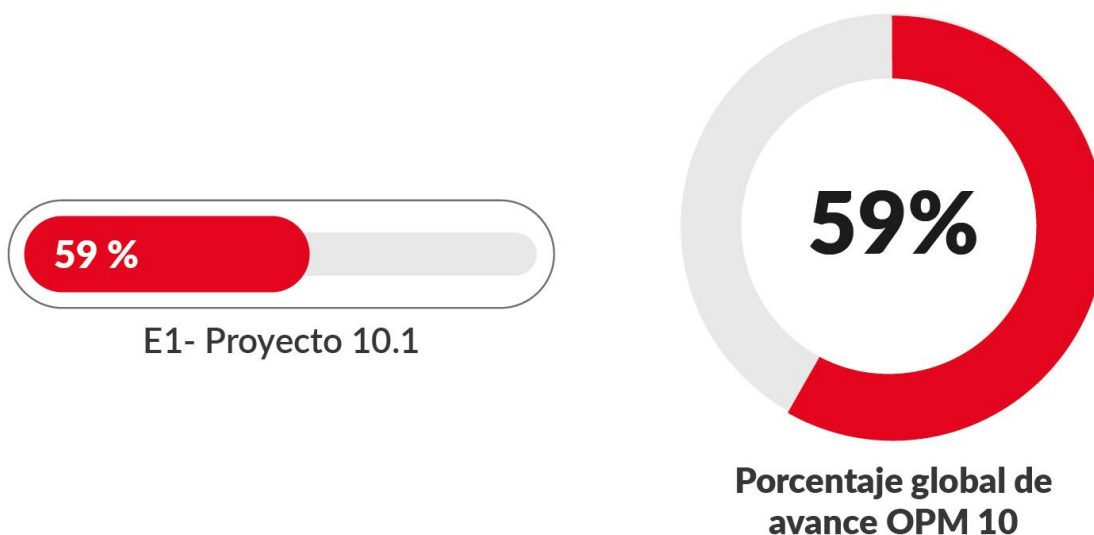 59 %
E1- Proyecto 10.1
59%
Porcentaje global de
avance OPM 10